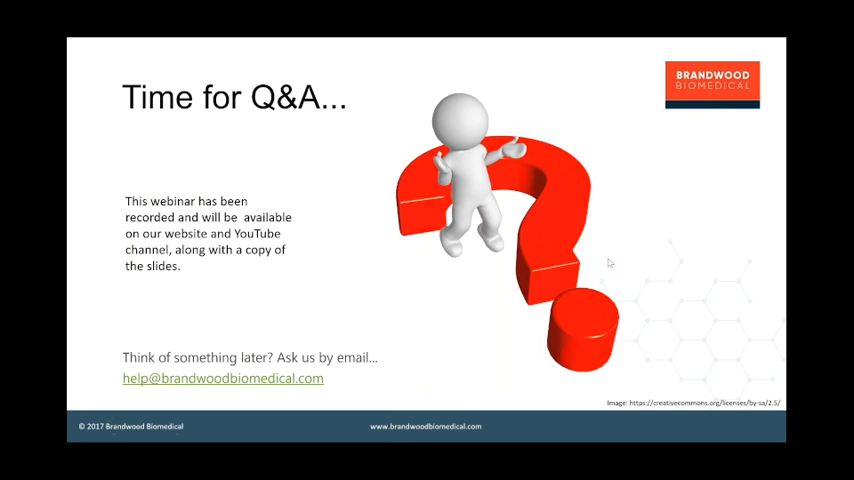 Time for Q&A...
BRANDWOOD
BIOMEDICAL
This webinar has been
recorded and will be available
on our website and YouTube
channel, along with a copy of
the slides.
Think of something later? Ask us by email...
help@brandwoodbiomedical.com
Image: https://creativecommons.org/licenses/by-sa/2.5/
© 2017 Brandwood Biomedical
www.brandwoodbiomedical.com